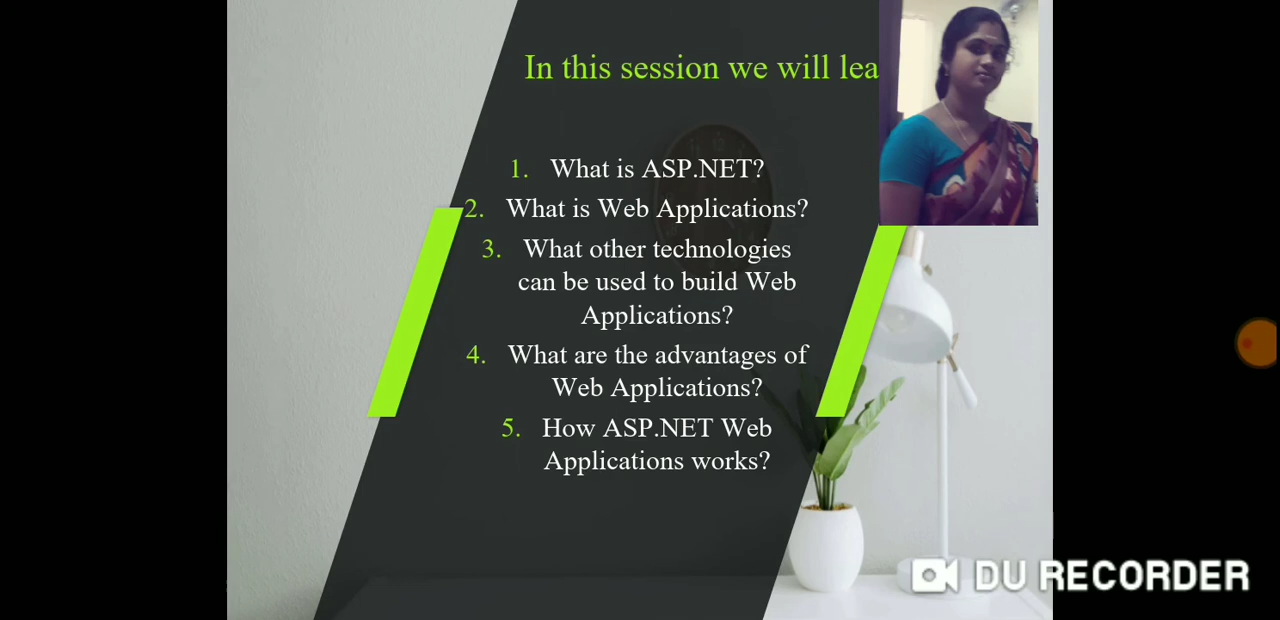 In this session we will lea
1. What is ASP.NET?
2. What is Web Applications?
3. What other technologies
can be used to build Web
Applications?
4. What are the advantages of
Web Applications?
5. How ASP.NET Web
Applications works?
DU RECORDER